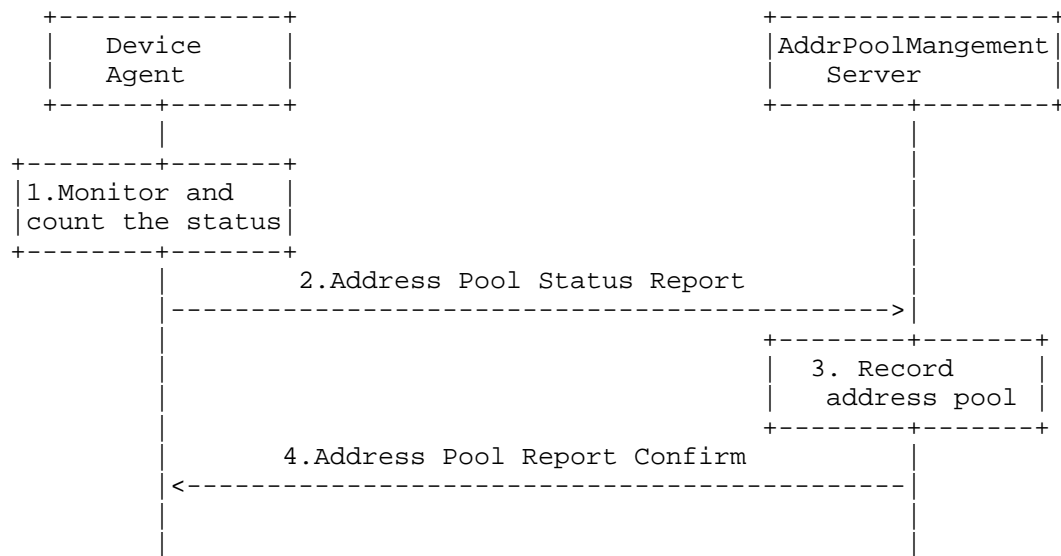 Device
Agent
AddrPoolMangement
Server
1.Monitor and
count the status
2.Address Pool Status Report
3. Record
address pool
4.Address Pool Report Confirm